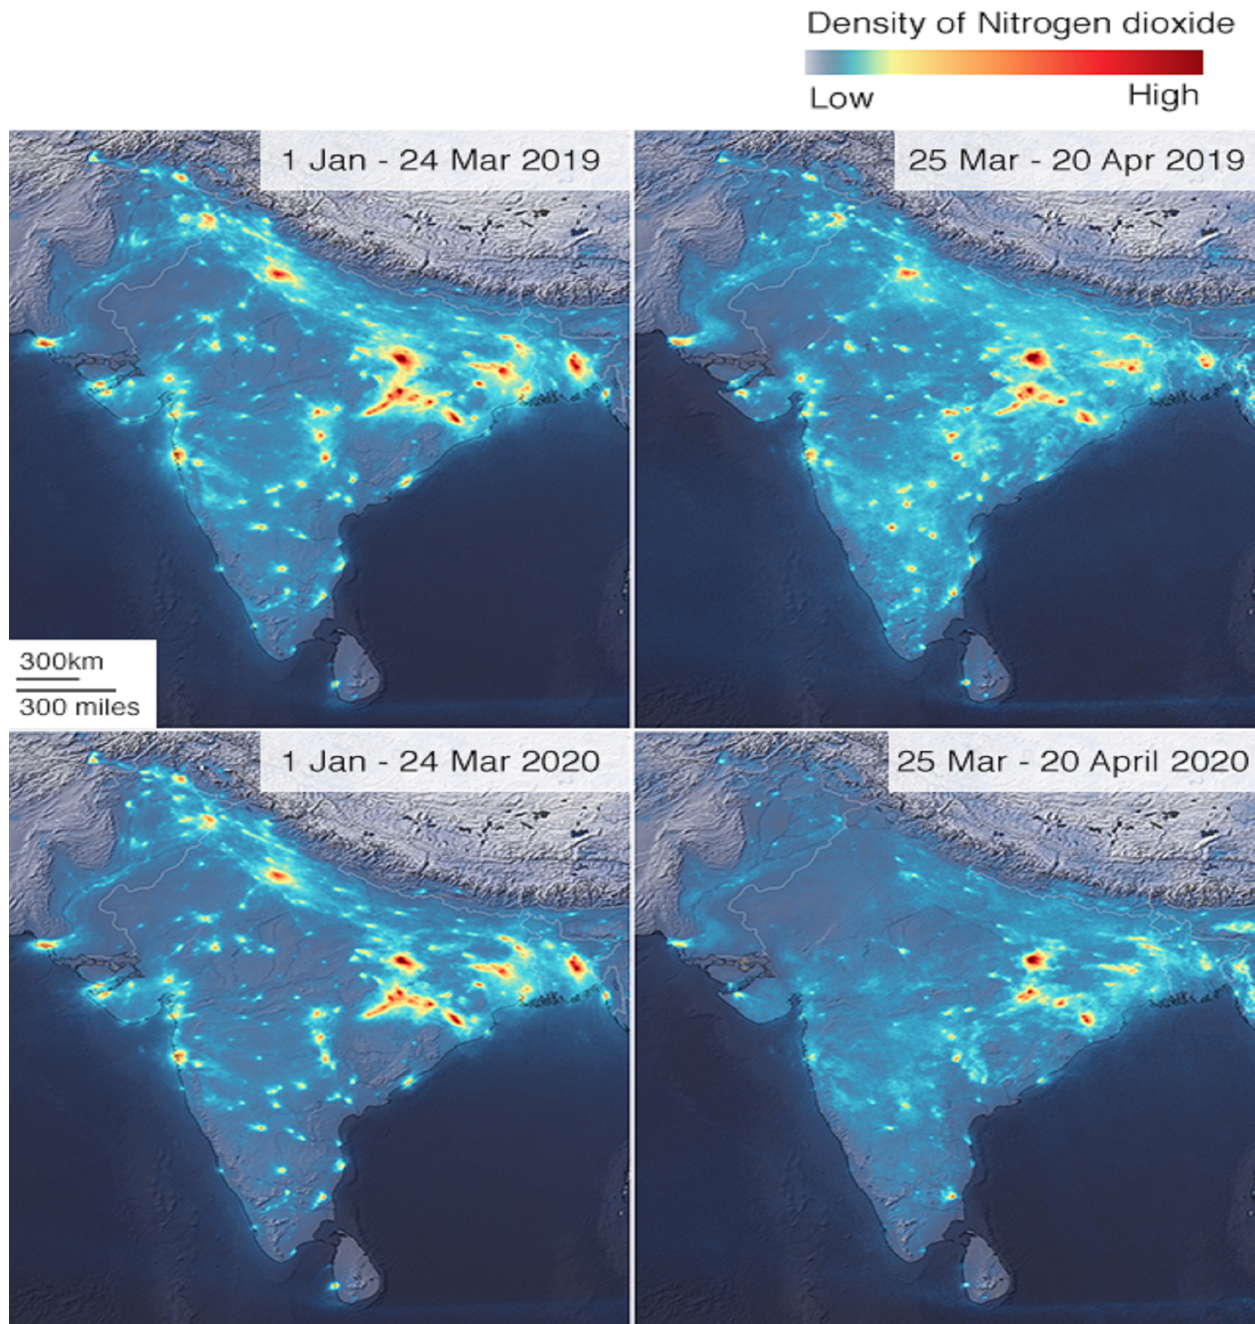 Density of Nitrogen dioxide
Low High
1 Jan - 24 Mar 2019
25 Mar - 20 Apr 2019
300km
300 miles
1 Jan - 24 Mar 2020
25 Mar - 20 April 2020